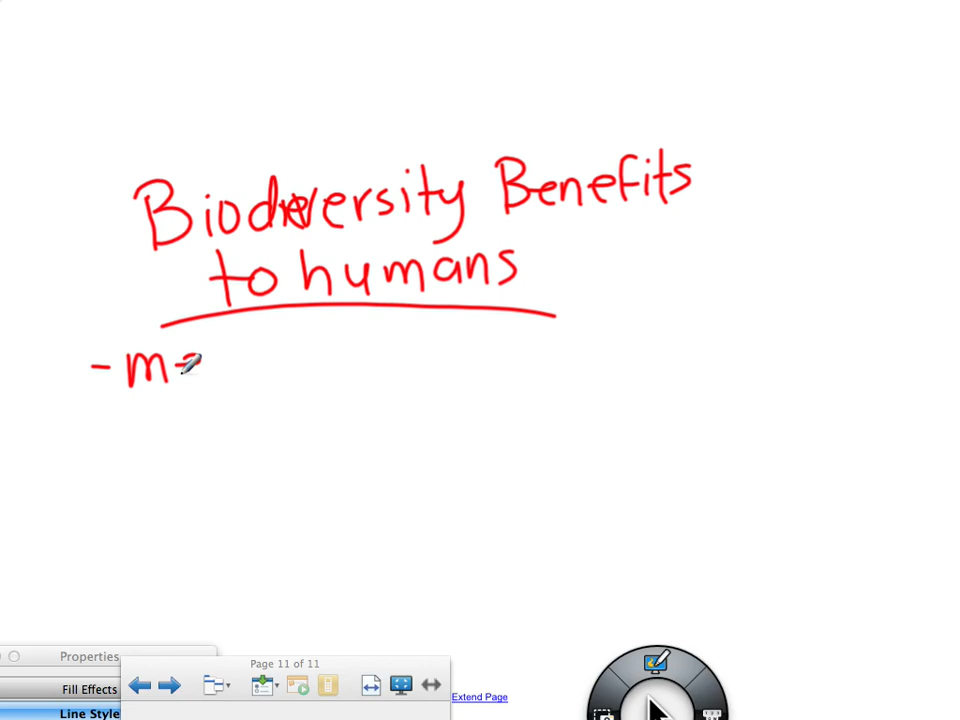 Biodiversity Benefits
to humans
- m
Properties
Page 11 of 11
Fill Effects
Extend Page
Line Style